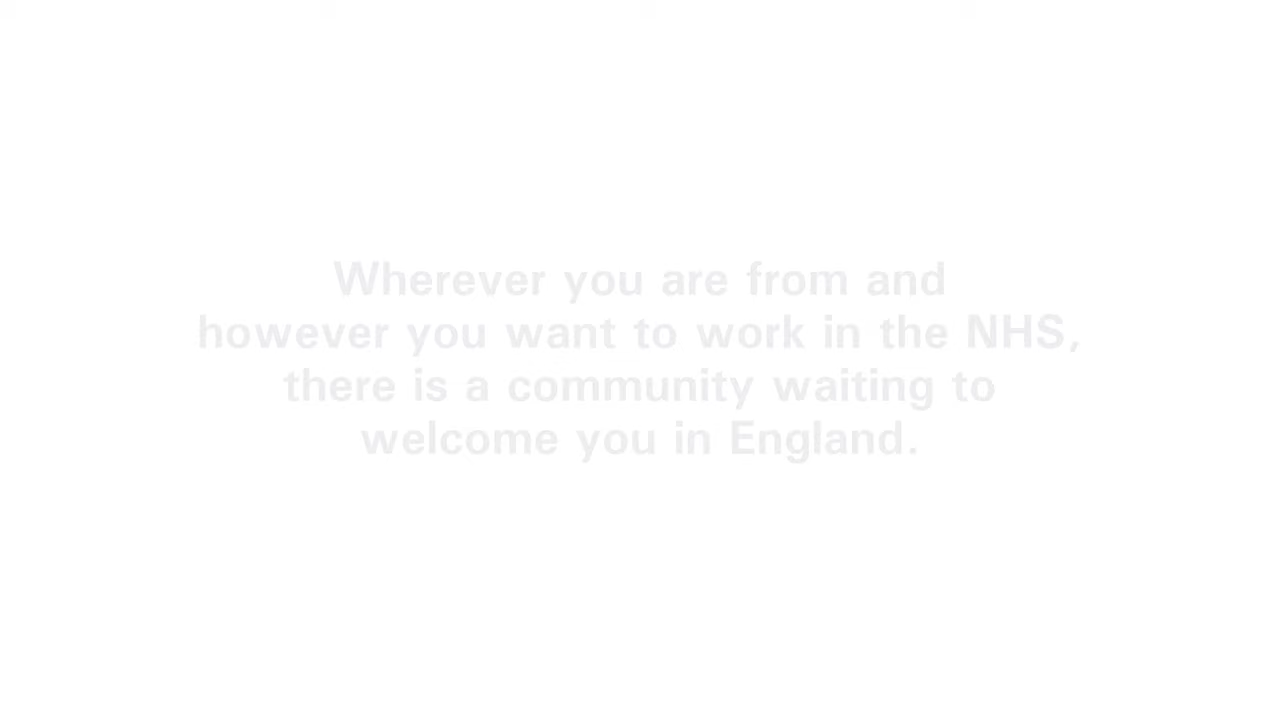 Wherever you are from and
however you want to work in the NHS,
there is a community waiting to
welcome you in England.